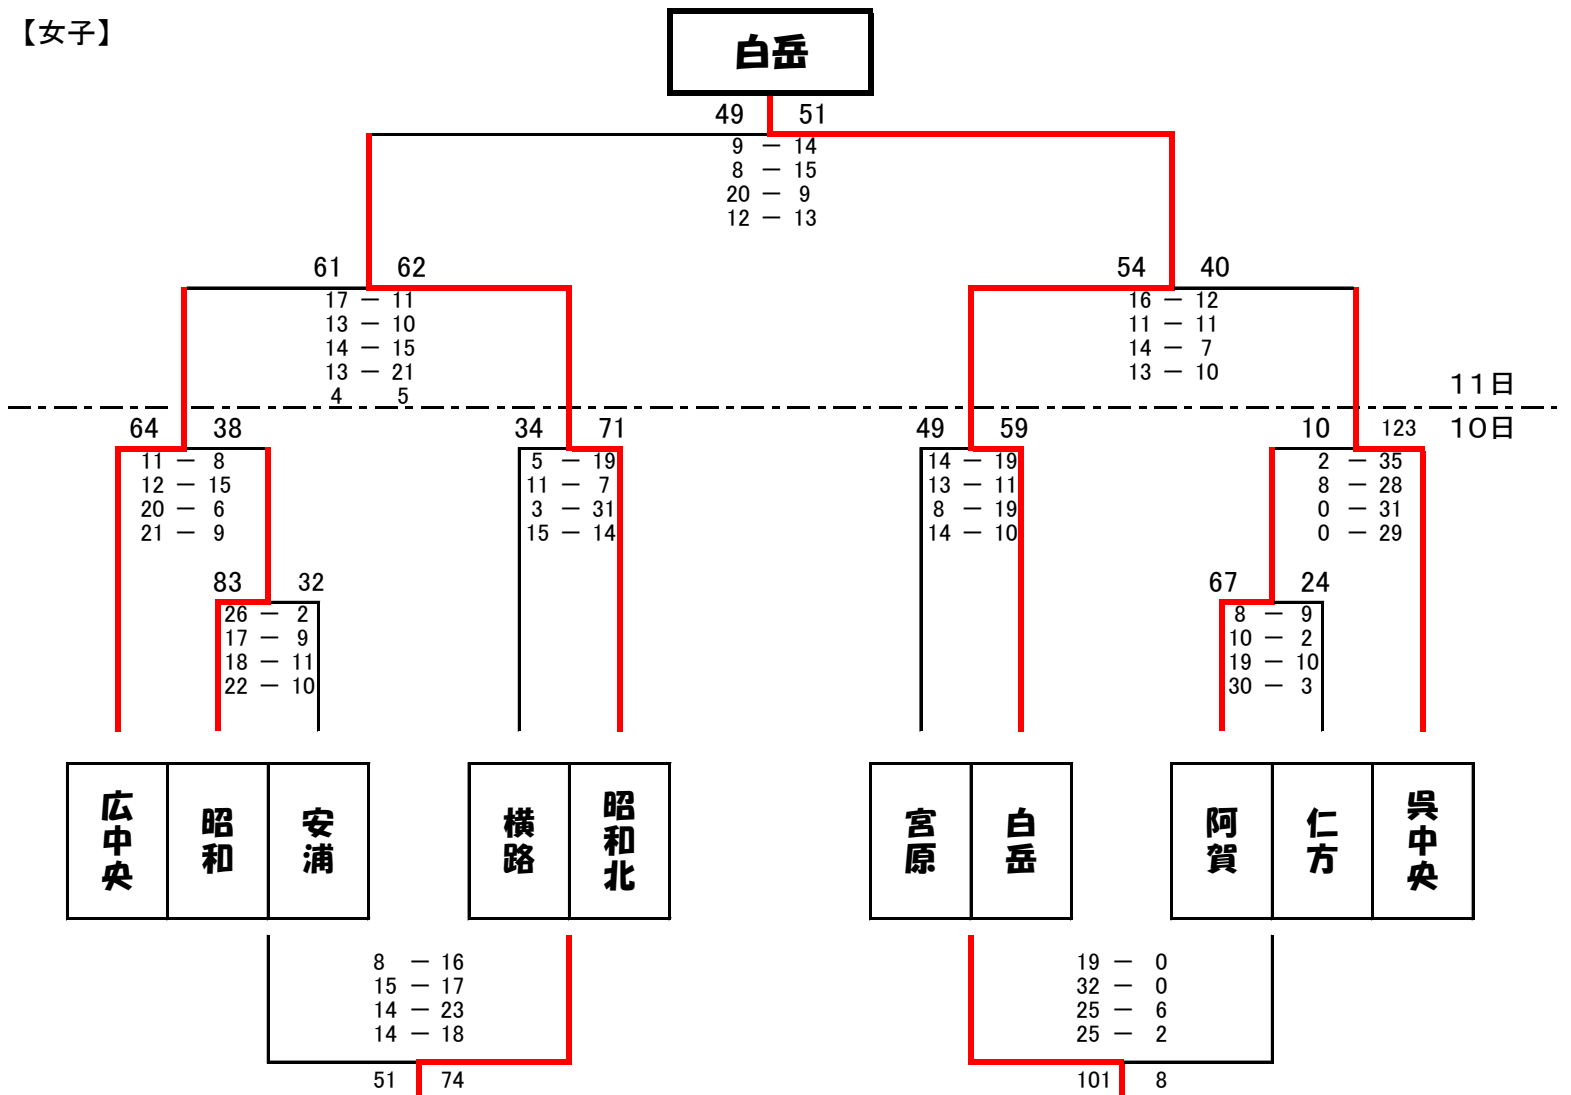 【女子】
白岳
49 51
9 － 14
8 － 15
20 － 9
12 － 13
61 62
17 － 11
13 － 10
14 － 15
13 － 21
4 5
54 40
16 － 12
11 － 11
14 － 7
13 － 10
11日
10日
64 38
11 － 8
12 － 15
20 － 6
21 － 9
34 71
5 － 19
11 － 7
3 － 31
15 － 14
49 59
14 － 19
13 － 11
8 － 19
14 － 10
10 123
2 － 35
8 － 28
0 － 31
0 － 29
83 32
26 － 2
17 － 9
18 － 11
22 － 10
67 24
8 － 9
10 － 2
19 － 10
30 － 3
広中央
昭和
安浦
横路
昭和北
宮原
白岳
阿賀
仁方
呉中央
8 － 16
15 － 17
14 － 23
14 － 18
51 74
19 － 0
32 － 0
25 － 6
25 － 2
101 8